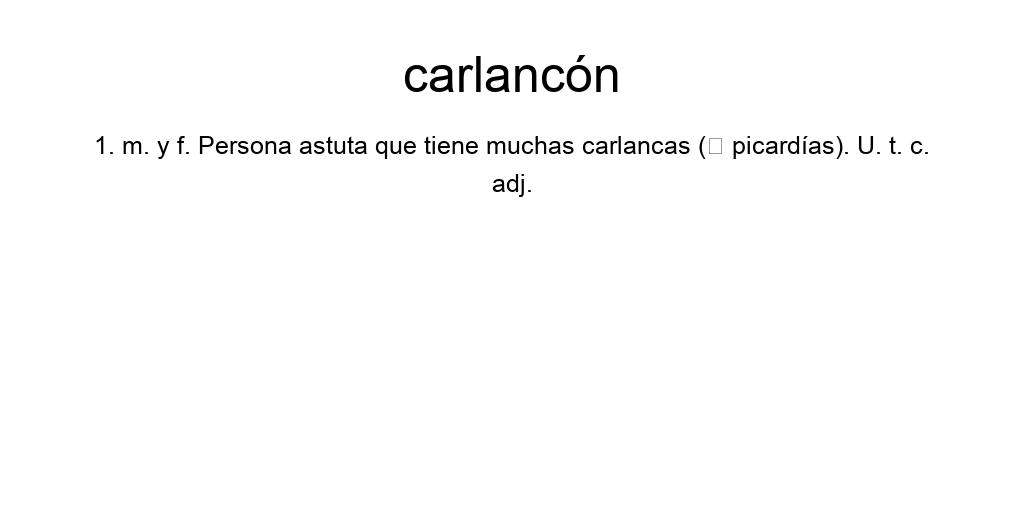 carlancón
1. m. y f. Persona astuta que tiene muchas carlancas (□ picardías). U. t. c.
adj.